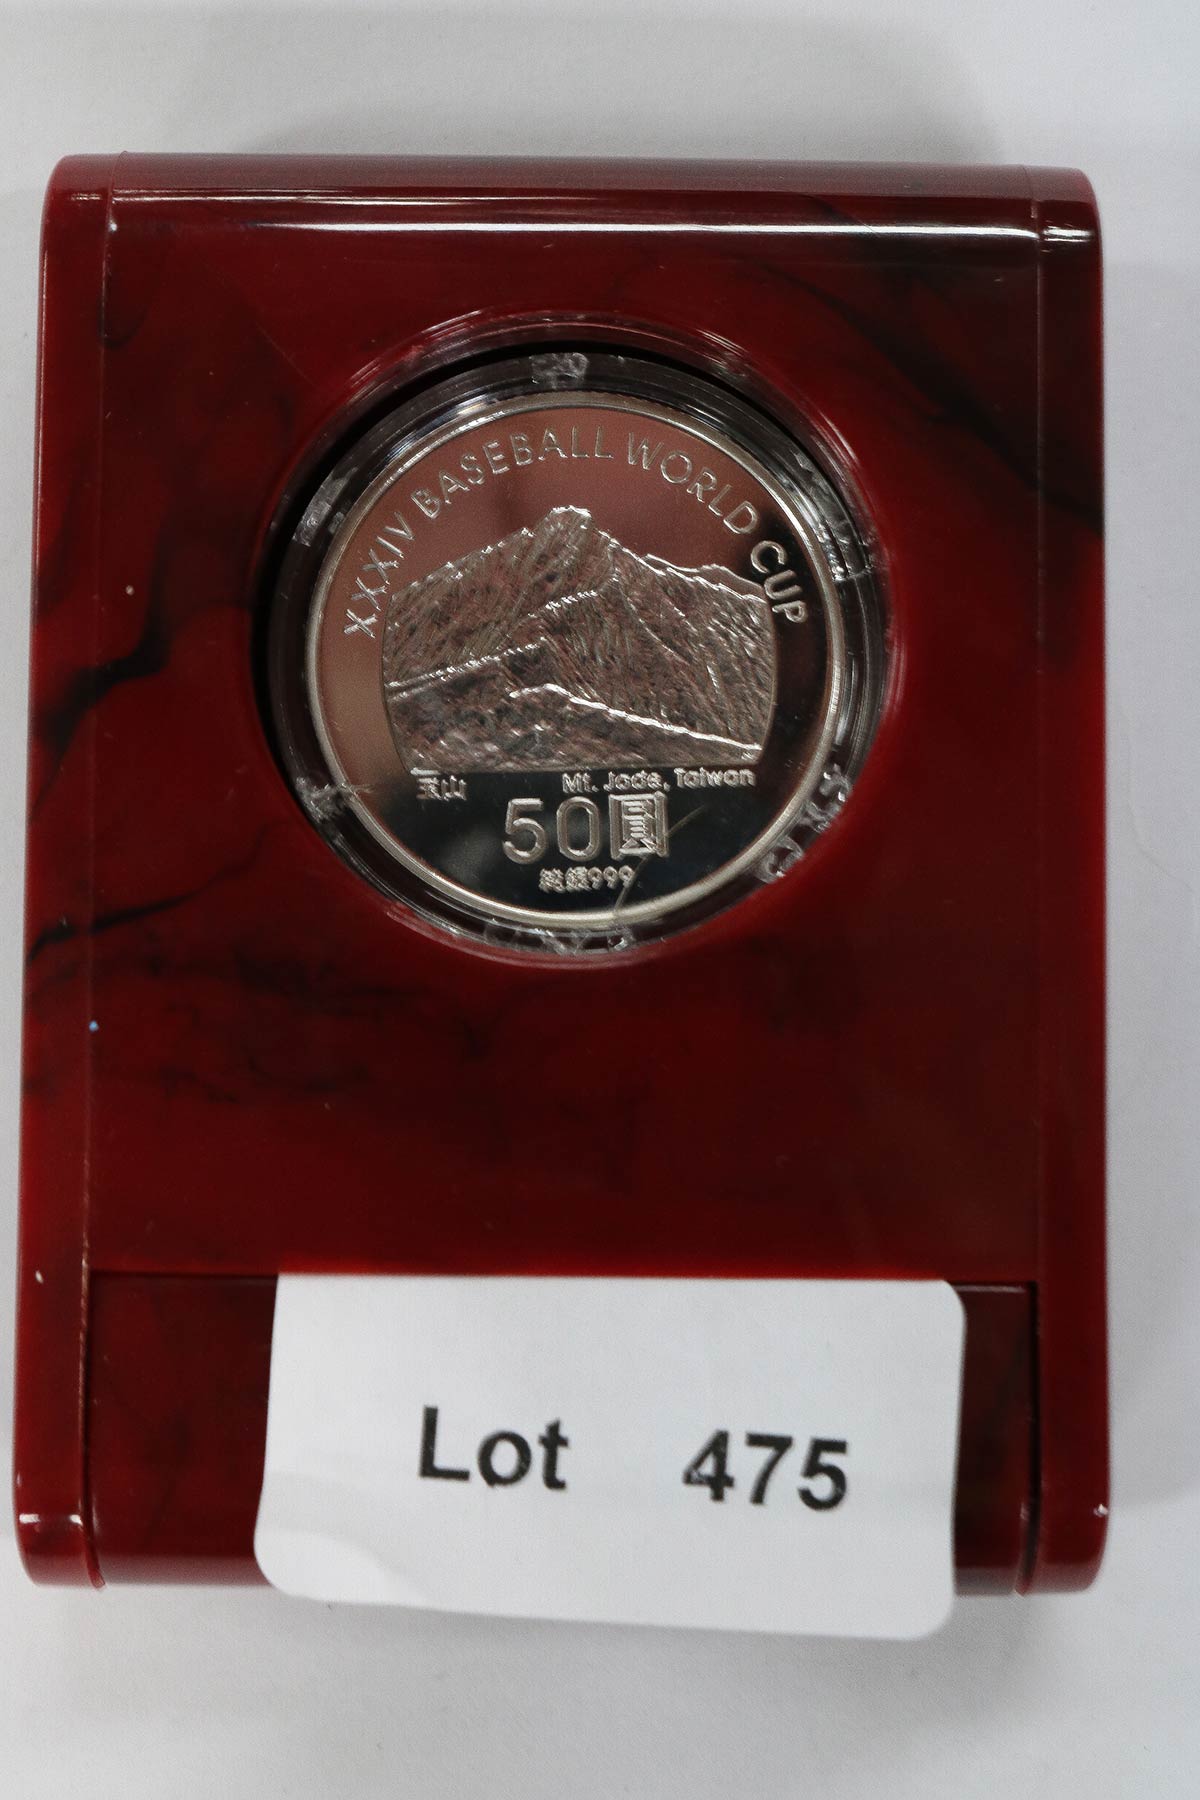 XXXIV BASEBALL WORLD CUP
玉山 Mt. Jade, Taiwan
50圓
純銀999
Lot 475